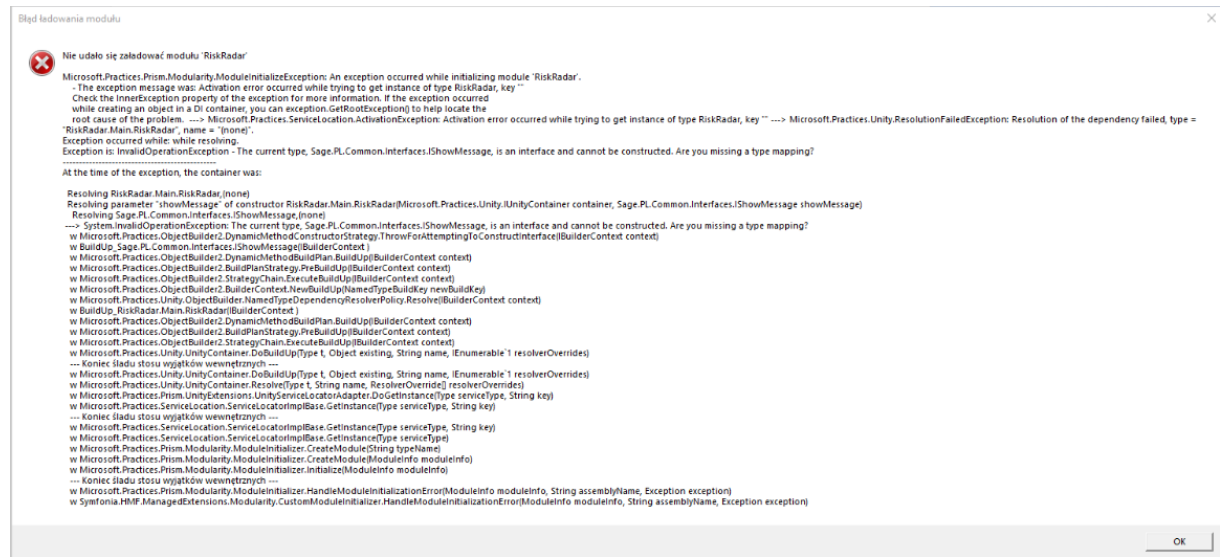 Błąd ładowania modułu
Nie udało się załadować modułu 'RiskRadar'
Microsoft.Practices.Prism.Modularity.ModuleInitializeException: An exception occurred while initializing module 'RiskRadar'.
- The exception message was: Activation error occurred while trying to get instance of type RiskRadar, key ""
Check the InnerException property of the exception for more information. If the exception occurred
while creating an object in a DI container, you can exception.GetRootException() to help locate the
root cause of the problem. ---> Microsoft.Practices.ServiceLocation.ActivationException: Activation error occurred while trying to get instance of type RiskRadar, key "" ---> Microsoft.Practices.Unity.ResolutionFailedException: Resolution of the dependency failed, type =
"RiskRadar.Main.RiskRadar", name = "(none)".
Exception occurred while: while resolving.
Exception is: InvalidOperationException - The current type, Sage.PL.Common.Interfaces.IShowMessage, is an interface and cannot be constructed. Are you missing a type mapping?
-----------------------------------------------
At the time of the exception, the container was:
Resolving RiskRadar.Main.RiskRadar,(none)
Resolving parameter "showMessage" of constructor RiskRadar.Main.RiskRadar(Microsoft.Practices.Unity.IUnityContainer container, Sage.PL.Common.Interfaces.IShowMessage showMessage)
Resolving Sage.PL.Common.Interfaces.IShowMessage,(none)
---> System.InvalidOperationException: The current type, Sage.PL.Common.Interfaces.IShowMessage, is an interface and cannot be constructed. Are you missing a type mapping?
w Microsoft.Practices.ObjectBuilder2.DynamicMethodConstructorStrategy.ThrowForAttemptingToConstructInterface(IBuilderContext context)
w BuildUp_Sage.PL.Common.Interfaces.IShowMessage(IBuilderContext )
w Microsoft.Practices.ObjectBuilder2.DynamicMethodBuildPlan.BuildUp(IBuilderContext context)
w Microsoft.Practices.ObjectBuilder2.BuildPlanStrategy.PreBuildUp(IBuilderContext context)
w Microsoft.Practices.ObjectBuilder2.StrategyChain.ExecuteBuildUp(IBuilderContext context)
w Microsoft.Practices.ObjectBuilder2.BuilderContext.NewBuildUp(NamedTypeBuildKey newBuildKey)
w Microsoft.Practices.Unity.ObjectBuilder.NamedTypeDependencyResolverPolicy.Resolve(IBuilderContext context)
w BuildUp_RiskRadar.Main.RiskRadar(IBuilderContext )
w Microsoft.Practices.ObjectBuilder2.DynamicMethodBuildPlan.BuildUp(IBuilderContext context)
w Microsoft.Practices.ObjectBuilder2.BuildPlanStrategy.PreBuildUp(IBuilderContext context)
w Microsoft.Practices.ObjectBuilder2.StrategyChain.ExecuteBuildUp(IBuilderContext context)
w Microsoft.Practices.Unity.UnityContainer.DoBuildUp(Type t, Object existing, String name, IEnumerable`1 resolverOverrides)
--- Koniec śladu stosu wyjątków wewnętrznych ---
w Microsoft.Practices.Unity.UnityContainer.DoBuildUp(Type t, Object existing, String name, IEnumerable`1 resolverOverrides)
w Microsoft.Practices.Unity.UnityContainer.Resolve(Type t, String name, ResolverOverride[] resolverOverrides)
w Microsoft.Practices.Prism.UnityExtensions.UnityServiceLocatorAdapter.DoGetInstance(Type serviceType, String key)
w Microsoft.Practices.ServiceLocation.ServiceLocatorImplBase.GetInstance(Type serviceType, String key)
--- Koniec śladu stosu wyjątków wewnętrznych ---
w Microsoft.Practices.ServiceLocation.ServiceLocatorImplBase.GetInstance(Type serviceType, String key)
w Microsoft.Practices.ServiceLocation.ServiceLocatorImplBase.GetInstance(Type serviceType)
w Microsoft.Practices.Prism.Modularity.ModuleInitializer.CreateModule(String typeName)
w Microsoft.Practices.Prism.Modularity.ModuleInitializer.CreateModule(ModuleInfo moduleInfo)
w Microsoft.Practices.Prism.Modularity.ModuleInitializer.Initialize(ModuleInfo moduleInfo)
--- Koniec śladu stosu wyjątków wewnętrznych ---
w Microsoft.Practices.Prism.Modularity.ModuleInitializer.HandleModuleInitializationError(ModuleInfo moduleInfo, String assemblyName, Exception exception)
w Symfonia.HMF.ManagedExtensions.Modularity.CustomModuleInitializer.HandleModuleInitializationError(ModuleInfo moduleInfo, String assemblyName, Exception exception)
OK